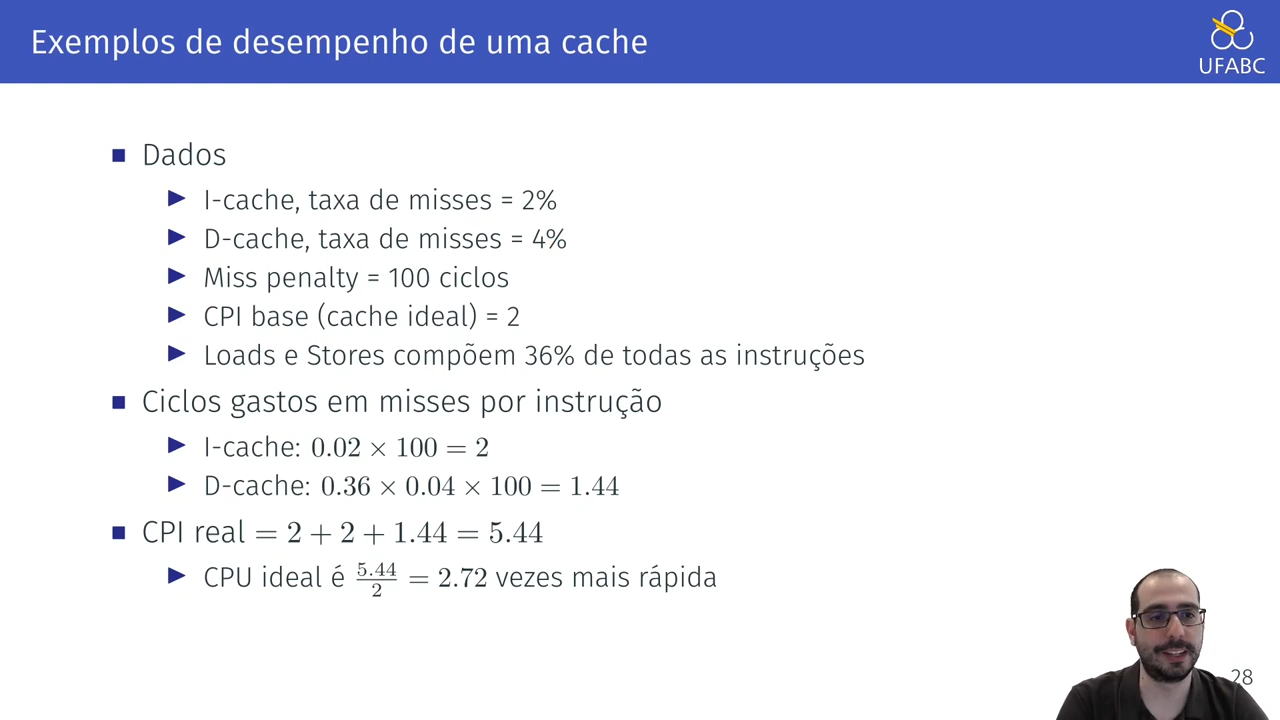 Exemplos de desempenho de uma cache
UFABC
Dados
I-cache, taxa de misses = 2%
D-cache, taxa de misses = 4%
Miss penalty = 100 ciclos
CPI base (cache ideal) = 2
Loads e Stores compõem 36% de todas as instruções
Ciclos gastos em misses por instrução
I-cache: 0.02 × 100 = 2
D-cache: 0.36 × 0.04 × 100 = 1.44
CPI real = 2 + 2 + 1.44 = 5.44
CPU ideal é 5.44/2 = 2.72 vezes mais rápida
28